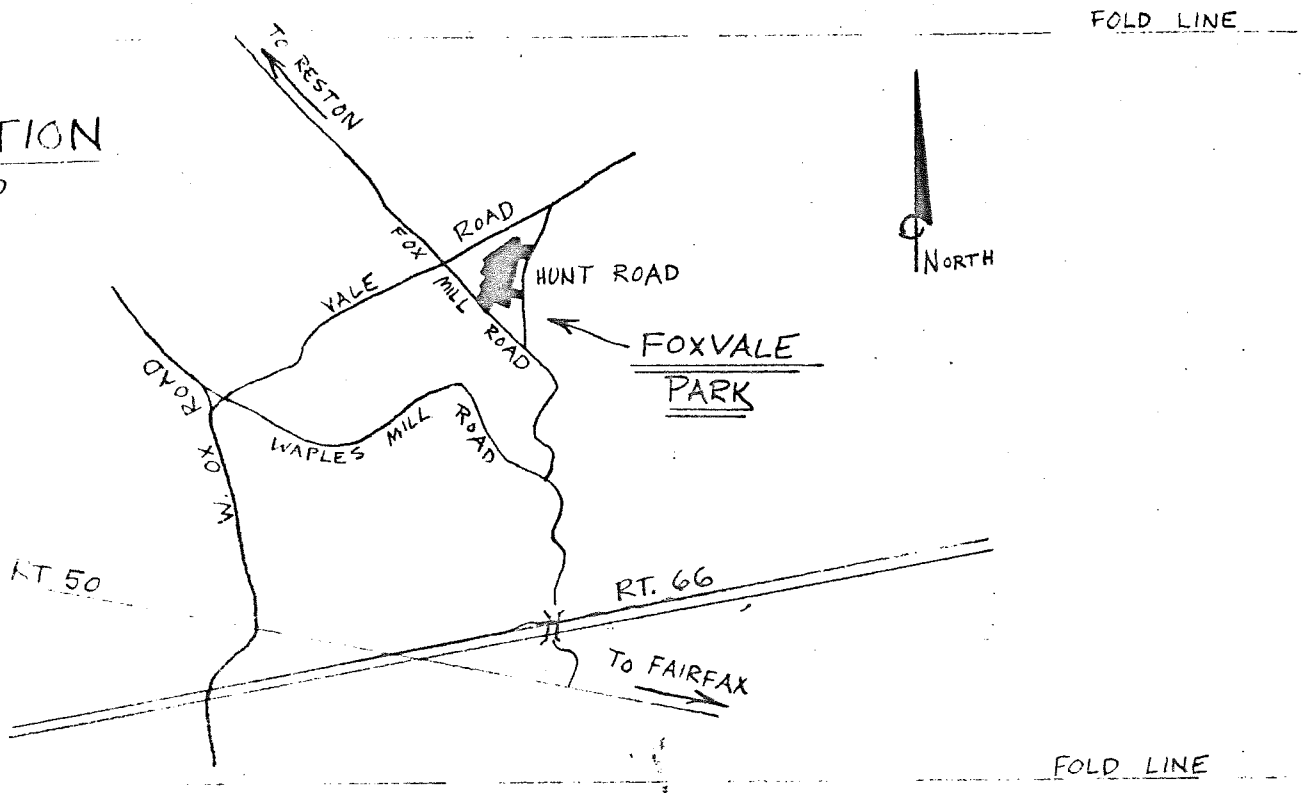 FOLD LINE
TO RESTON
TION
NORTH
VALE ROAD
FOX MILL ROAD
HUNT ROAD
FOXVALE
PARK
W. OX ROAD
WAPLES MILL ROAD
RT. 50
RT. 66
TO FAIRFAX
FOLD LINE